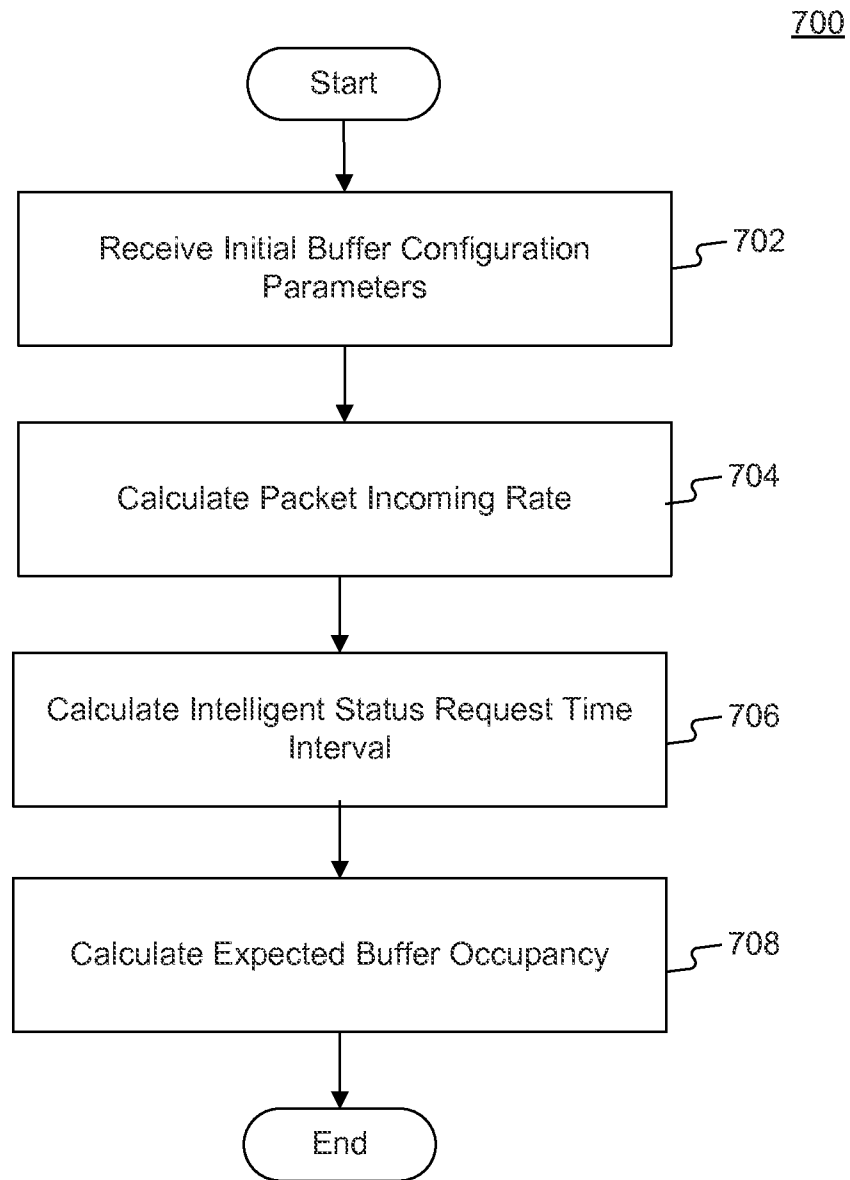 700
Start
Receive Initial Buffer Configuration
Parameters
702
Calculate Packet Incoming Rate
704
Calculate Intelligent Status Request Time
Interval
706
Calculate Expected Buffer Occupancy
708
End